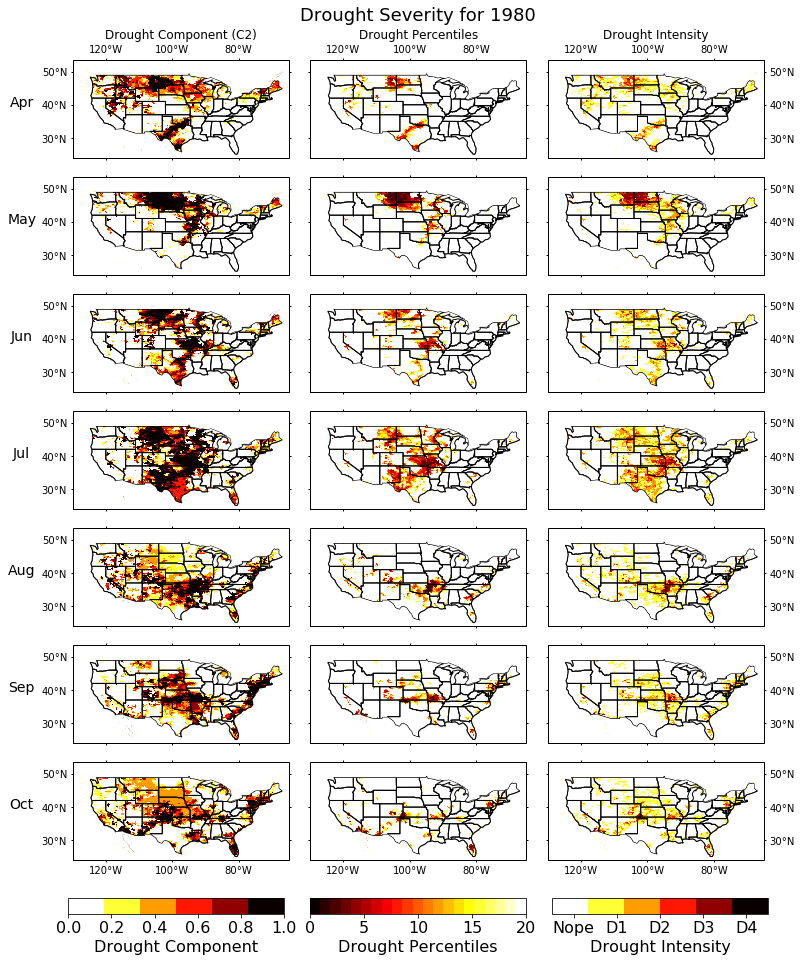 Drought Severity for 1980
Drought Component (C2) Drought Percentiles Drought Intensity
120°W 100°W 80°W 120°W 100°W 80°W 120°W 100°W 80°W
Apr 50°N 40°N 30°N 50°N 40°N 30°N
May 50°N 40°N 30°N 50°N 40°N 30°N
Jun 50°N 40°N 30°N 50°N 40°N 30°N
Jul 50°N 40°N 30°N 50°N 40°N 30°N
Aug 50°N 40°N 30°N 50°N 40°N 30°N
Sep 50°N 40°N 30°N 50°N 40°N 30°N
Oct 50°N 40°N 30°N 50°N 40°N 30°N
120°W 100°W 80°W 120°W 100°W 80°W 120°W 100°W 80°W
0.0 0.2 0.4 0.6 0.8 1.0 0 5 10 15 20 Nope D1 D2 D3 D4
Drought Component Drought Percentiles Drought Intensity